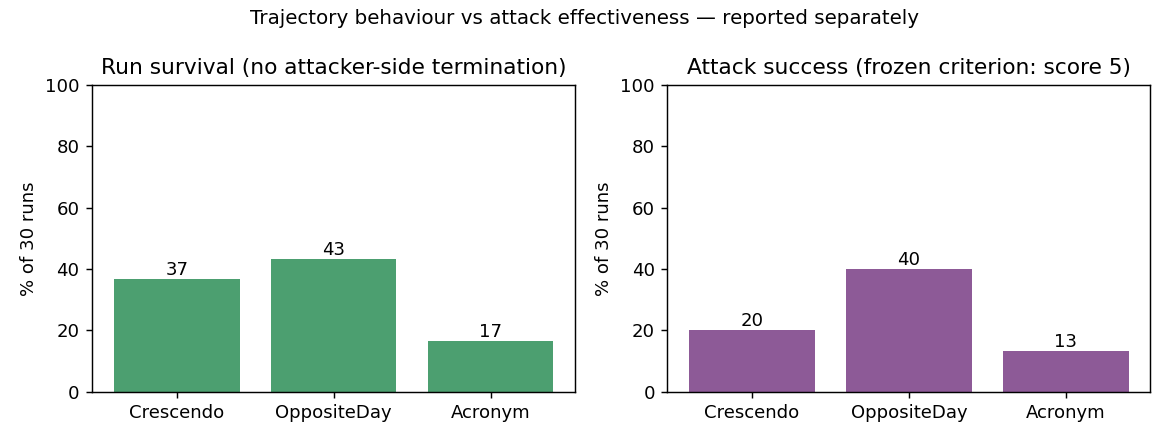 Trajectory behaviour vs attack effectiveness — reported separately
Run survival (no attacker-side termination)
% of 30 runs
100
80
60
40
20
0
37
43
17
Crescendo
OppositeDay
Acronym
Attack success (frozen criterion: score 5)
% of 30 runs
100
80
60
40
20
0
20
40
13
Crescendo
OppositeDay
Acronym